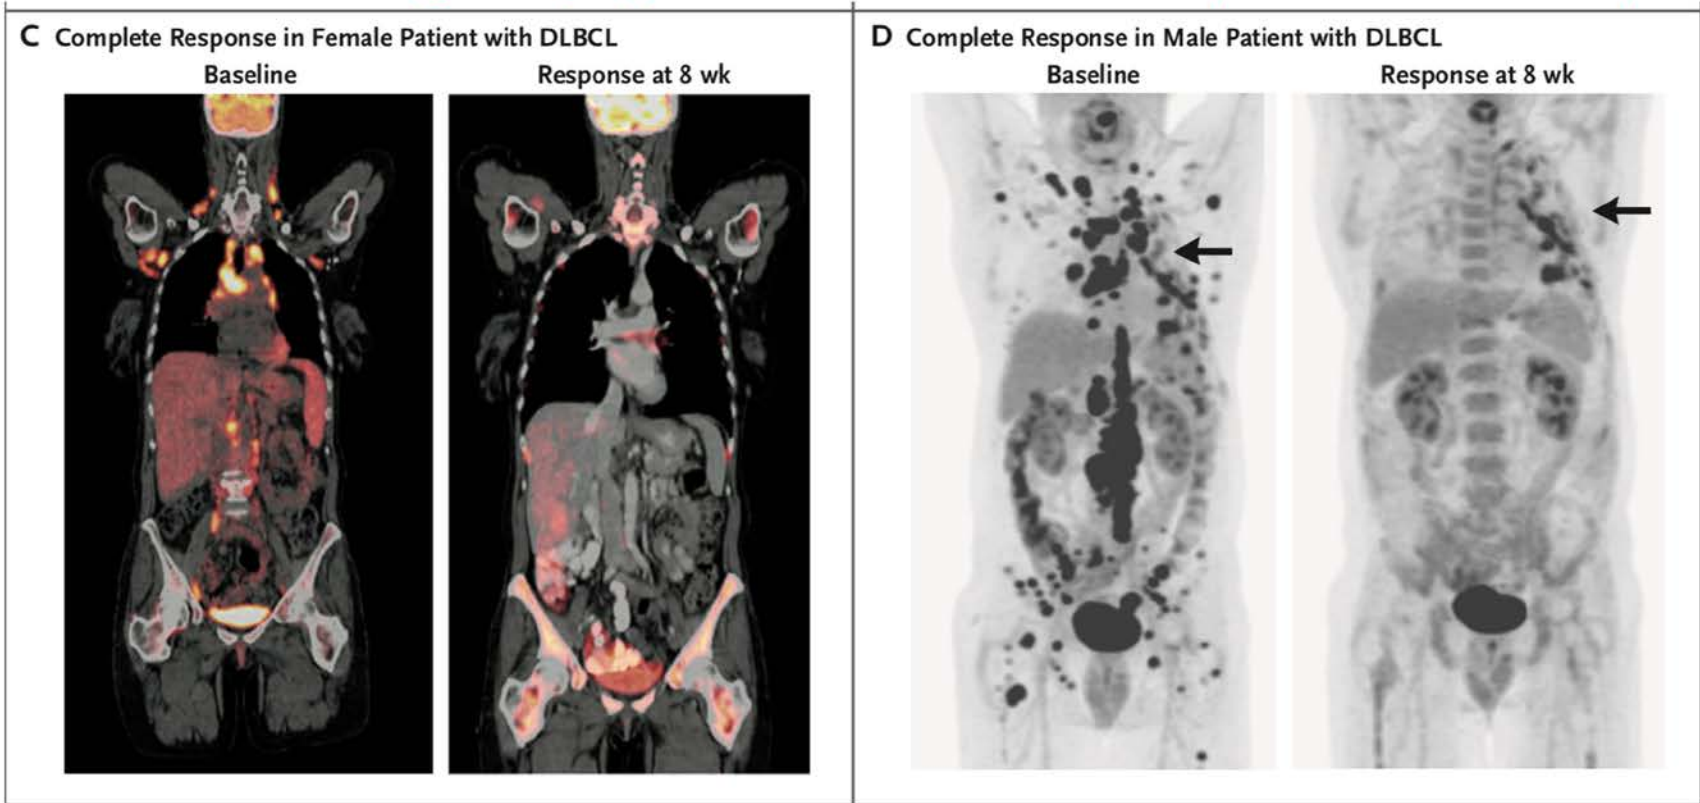 C Complete Response in Female Patient with DLBCL
Baseline
Response at 8 wk
D Complete Response in Male Patient with DLBCL
Baseline
Response at 8 wk